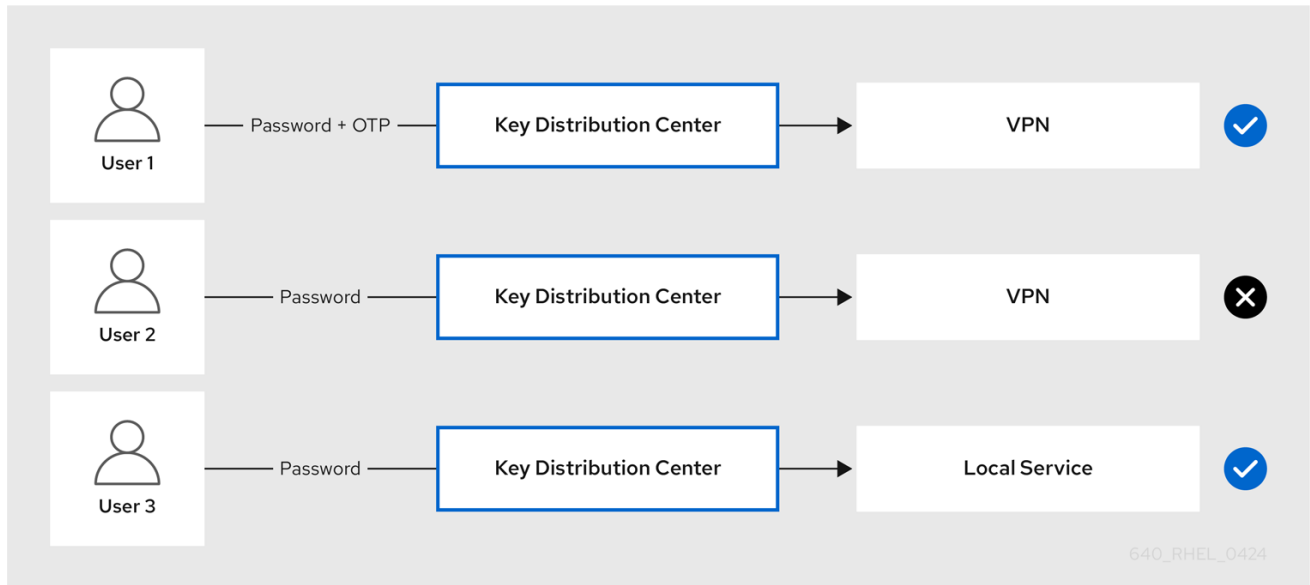 User 1
Password + OTP
Key Distribution Center
VPN
User 2
Password
Key Distribution Center
VPN
User 3
Password
Key Distribution Center
Local Service
640_RHEL_0424